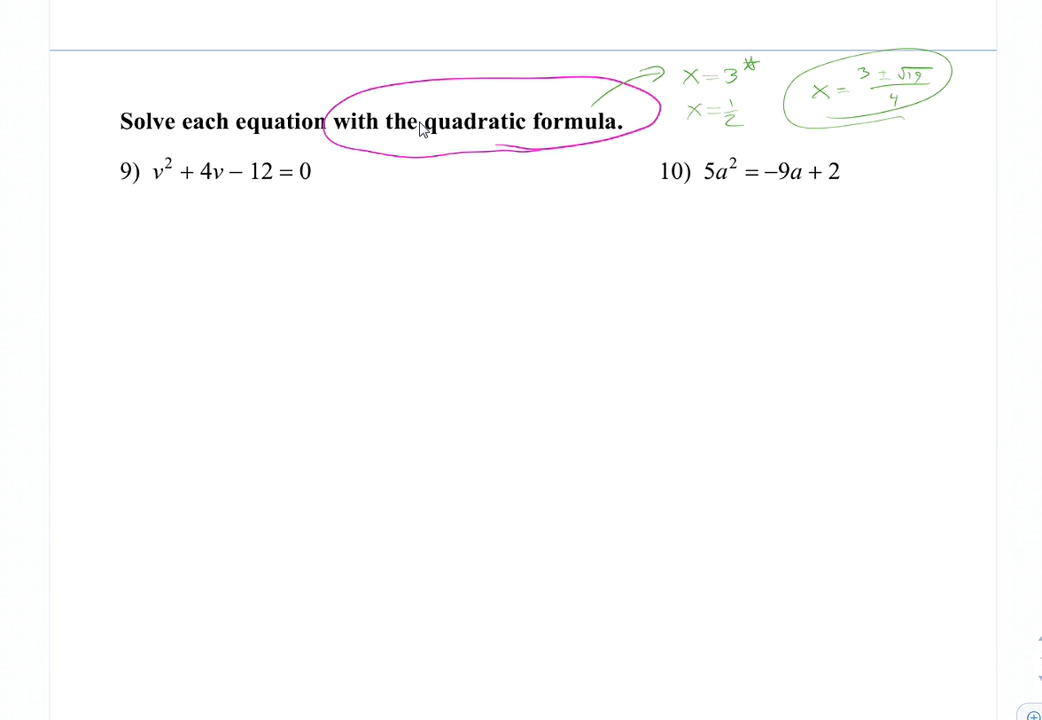 x = 3*
x = 1/2
x = 3 ± √19 / 4
Solve each equation with the quadratic formula.
9) v² + 4v − 12 = 0
10) 5a² = −9a + 2